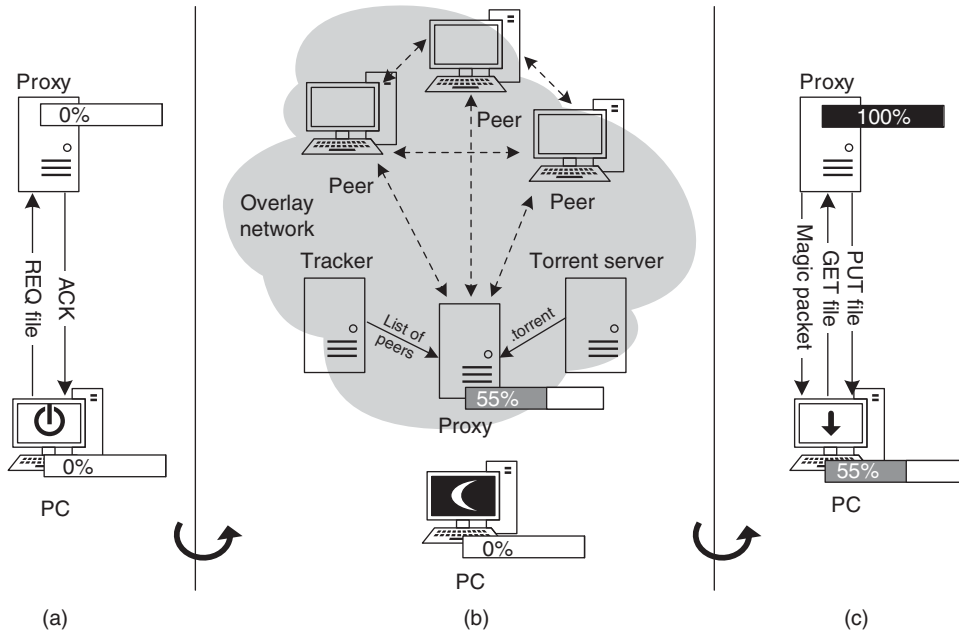 Proxy
0%
REQ file
ACK
0%
PC
(a)
Peer
Peer
Peer
Overlay
network
Tracker
Torrent server
List of
peers
.torrent
55%
Proxy
0%
PC
(b)
Proxy
100%
Magic packet
GET file
PUT file
55%
PC
(c)